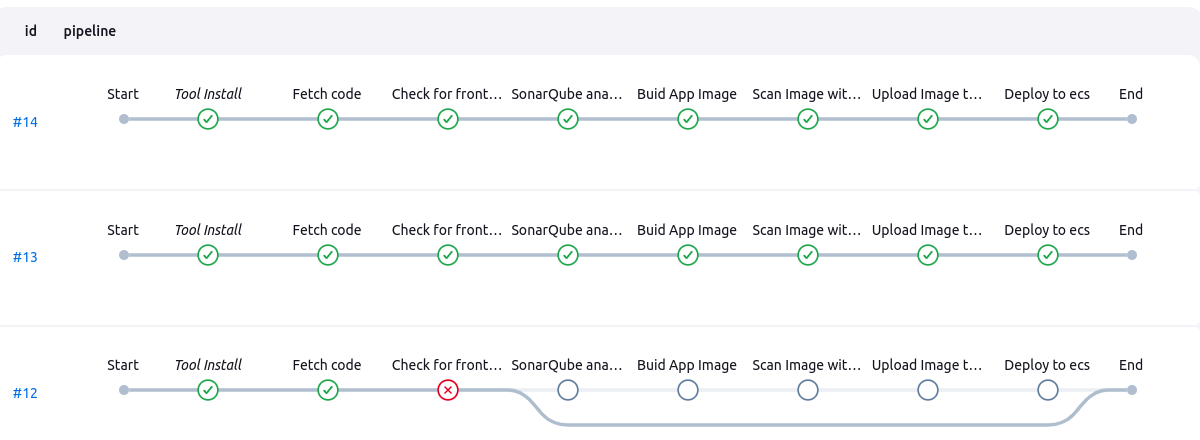 id pipeline
Start Tool Install Fetch code Check for front... SonarQube ana... Buid App Image Scan Image wit... Upload Image t... Deploy to ecs End
#14
Start Tool Install Fetch code Check for front... SonarQube ana... Buid App Image Scan Image wit... Upload Image t... Deploy to ecs End
#13
Start Tool Install Fetch code Check for front... SonarQube ana... Buid App Image Scan Image wit... Upload Image t... Deploy to ecs End
#12